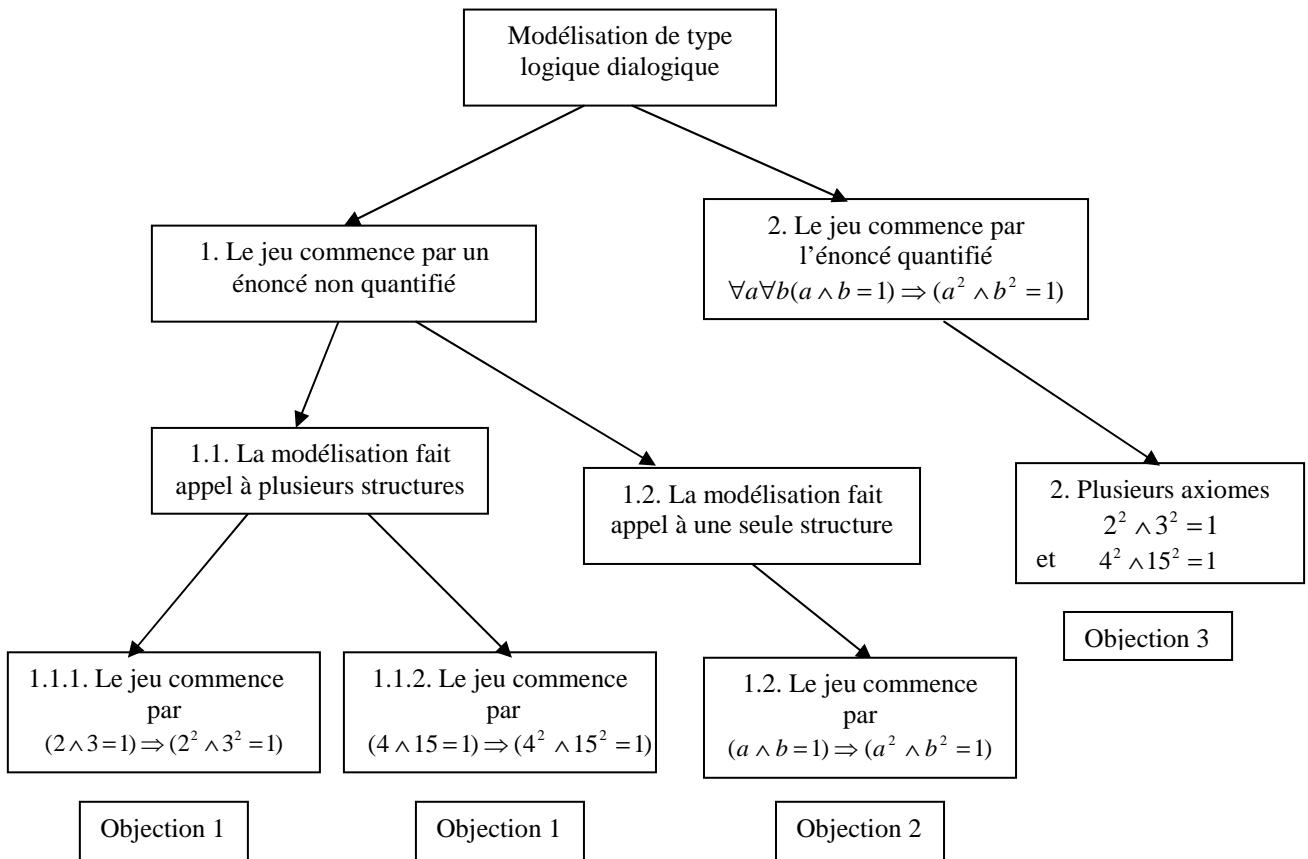 Modélisation de type
logique dialogique
1. Le jeu commence par un
énoncé non quantifié
2. Le jeu commence par
l’énoncé quantifié
∀a∀b(a ∧ b = 1) ⇒ (a² ∧ b² = 1)
1.1. La modélisation fait
appel à plusieurs structures
1.2. La modélisation fait
appel à une seule structure
2. Plusieurs axiomes
2² ∧ 3² = 1
et 4² ∧ 15² = 1
Objection 3
1.1.1. Le jeu commence
par
(2 ∧ 3 = 1) ⇒ (2² ∧ 3² = 1)
1.1.2. Le jeu commence
par
(4 ∧ 15 = 1) ⇒ (4² ∧ 15² = 1)
1.2. Le jeu commence
par
(a ∧ b = 1) ⇒ (a² ∧ b² = 1)
Objection 1
Objection 1
Objection 2